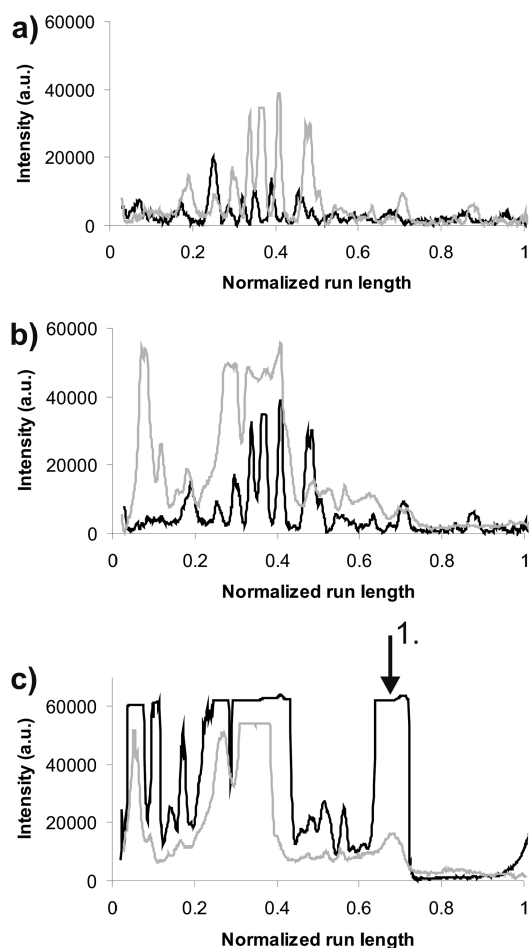 a)
60000
40000
20000
0
Intensity (a.u.)
0 0.2 0.4 0.6 0.8 1
Normalized run length
b)
60000
40000
20000
0
Intensity (a.u.)
0 0.2 0.4 0.6 0.8 1
Normalized run length
1.
c)
60000
40000
20000
0
Intensity (a.u.)
0 0.2 0.4 0.6 0.8 1
Normalized run length